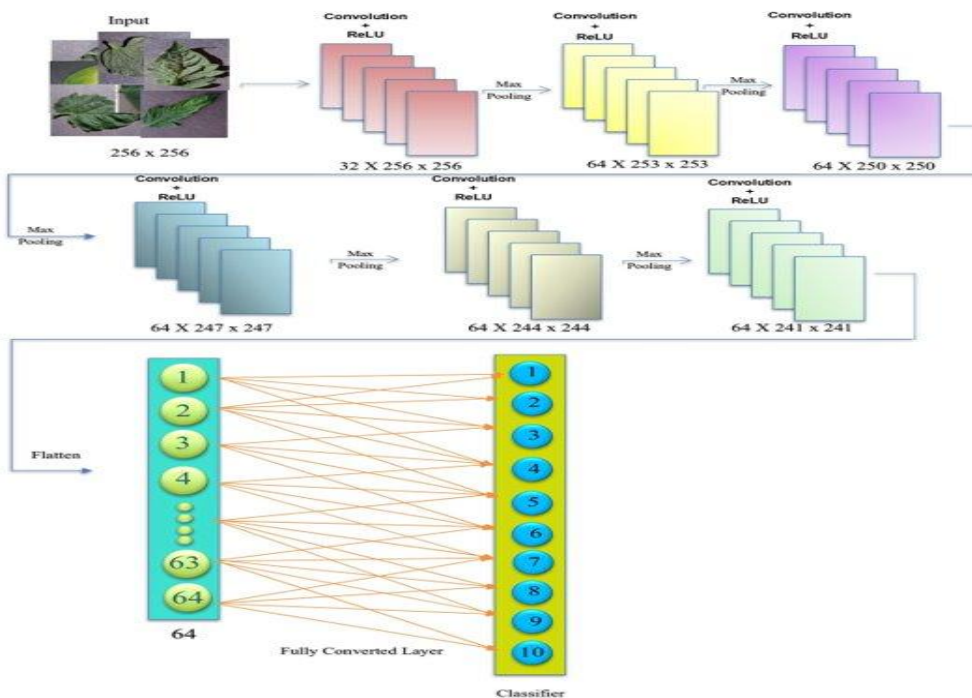 Input
256 x 256
Convolution
+
ReLU
32 X 256 x 256
Max
Pooling
Convolution
+
ReLU
64 X 253 x 253
Max
Pooling
Convolution
+
ReLU
64 X 250 x 250
Max
Pooling
Convolution
+
ReLU
64 X 247 x 247
Max
Pooling
Convolution
+
ReLU
64 X 244 x 244
Max
Pooling
Convolution
+
ReLU
64 X 241 x 241
Flatten
1
2
3
4
63
64
64
Fully Converted Layer
1
2
3
4
5
6
7
8
9
10
Classifier